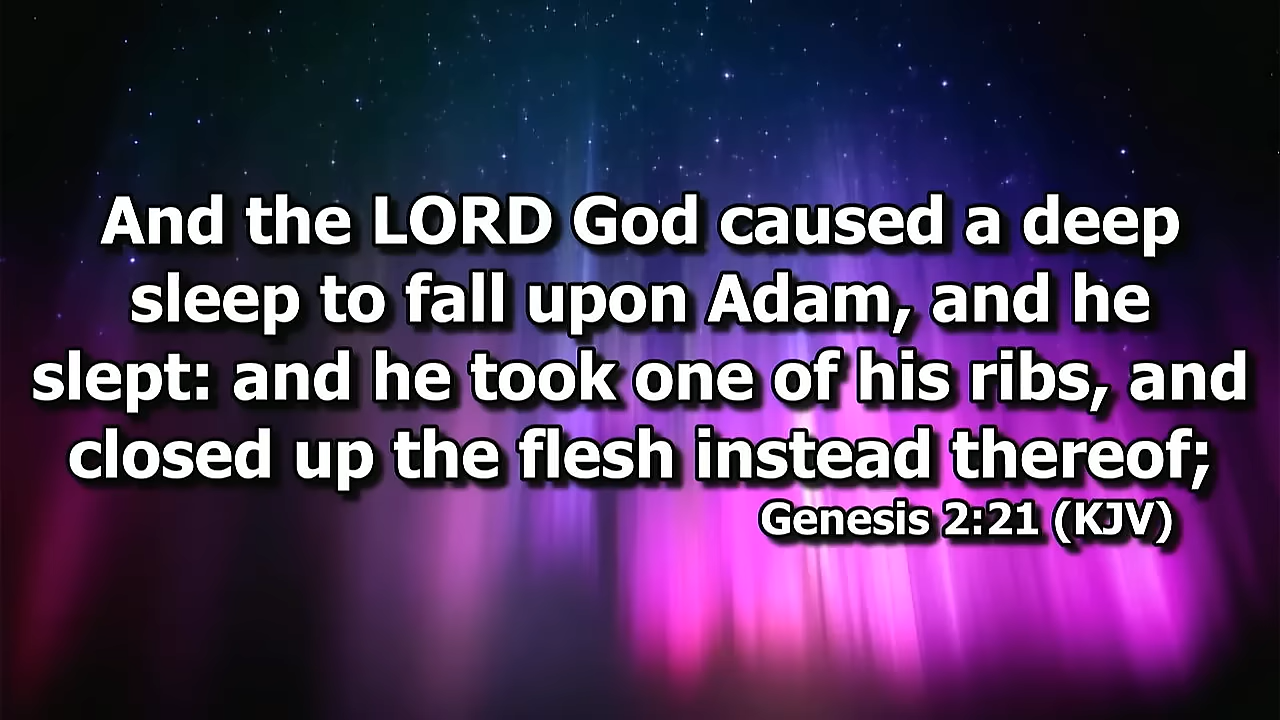 And the LORD God caused a deep
sleep to fall upon Adam, and he
slept: and he took one of his ribs, and
closed up the flesh instead thereof;
Genesis 2:21 (KJV)